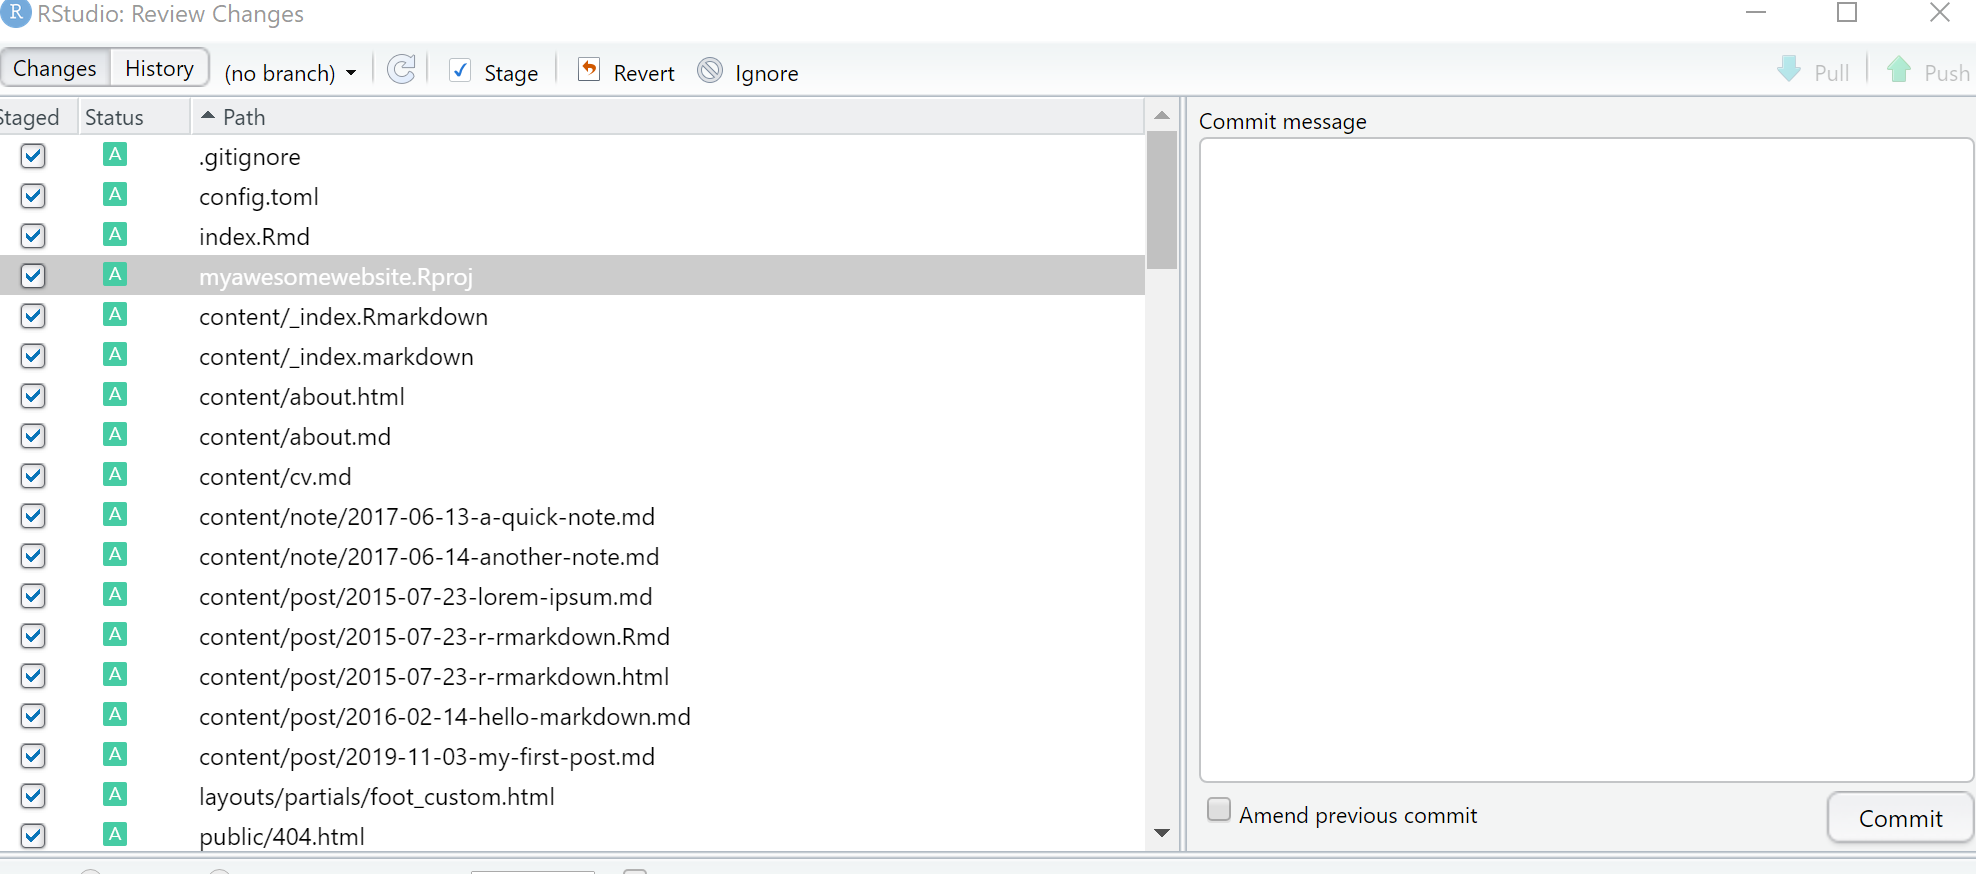 R RStudio: Review Changes
Changes History (no branch) Stage Revert Ignore Pull Push
Staged Status Path
A .gitignore
A config.toml
A index.Rmd
A myawesomewebsite.Rproj
A content/_index.Rmarkdown
A content/_index.markdown
A content/about.html
A content/about.md
A content/cv.md
A content/note/2017-06-13-a-quick-note.md
A content/note/2017-06-14-another-note.md
A content/post/2015-07-23-lorem-ipsum.md
A content/post/2015-07-23-r-rmarkdown.Rmd
A content/post/2015-07-23-r-rmarkdown.html
A content/post/2016-02-14-hello-markdown.md
A content/post/2019-11-03-my-first-post.md
A layouts/partials/foot_custom.html
A public/404.html
Commit message
Amend previous commit
Commit